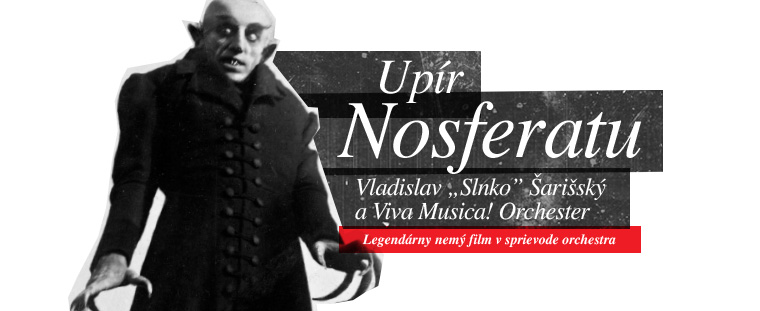 Upír
Nosferatu
Vladislav „Slnko” Šarišský
a Viva Musica! Orchester
Legendárny nemý film v sprievode orchestra